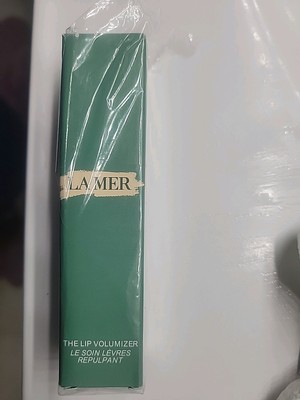 LA MER
THE LIP VOLUMIZER
LE SOIN LÈVRES
REPULPANT